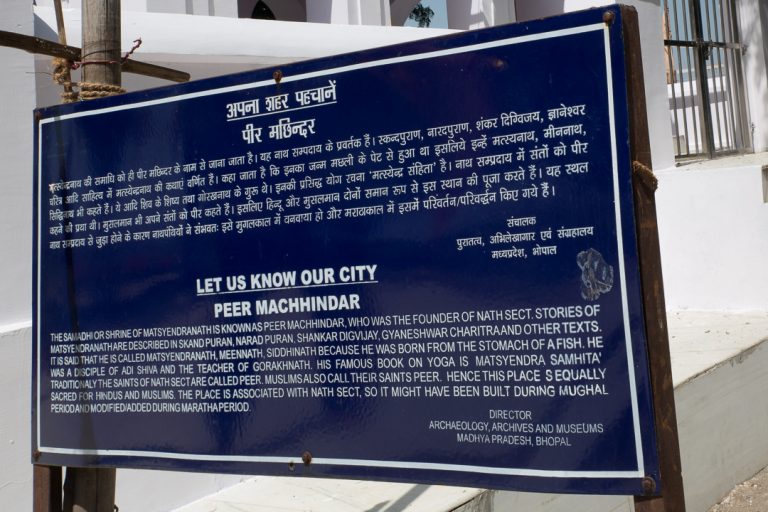 अपना शहर पहचानें
पीर मछिन्दर
मत्स्येन्द्रनाथ की समाधि को ही पीर मछिन्दर के नाम से जाना जाता है। यह नाथ साम्पदाय के प्रवर्तक हैं। स्कन्दपुराण, नारदपुराण, शंकर दिग्विजय, ज्ञानेश्वर
चरित्र आदि साहित्य में मत्स्येन्द्रनाथ की कथाएं वर्णित हैं। कहा जाता है कि इनका जन्म मछली के पेट से हुआ था इसलिये इन्हें मत्स्यनाथ, मीननाथ,
सिद्धिनाथ भी कहते हैं। ये आदि शिव के शिष्य तथा गोरखनाथ के गुरू थे। इनकी प्रसिद्द योग रचना 'मत्स्येन्द संहिता' है। नाथ सम्प्रदाय में संतों को पीर
कहने की प्रथा थी। मुसलमान भी अपने संतों को पीर कहते हैं। इसलिए हिन्दू और मुसलमान दोनों समान रूप से इस स्थान की पूजा करते हैं। यह स्थल
नाथ सम्प्रदाय से जुड़ा होने के कारण नाथपंथियों ने संभवतः इसे मुगलकाल में बनवाया हो और मराठाकाल में इसमें परिवर्तन/परिवर्द्धन किए गये हैं।
संचालक
पुरातत्व, अभिलेखागार एवं संग्रहालय
मध्यप्रदेश, भोपाल
LET US KNOW OUR CITY
PEER MACHHINDAR
THE SAMADHI OR SHRINE OF MATSYENDRANATH IS KNOWN AS PEER MACHHINDAR, WHO WAS THE FOUNDER OF NATH SECT. STORIES OF
MATSYENDRANATH ARE DESCRIBED IN SKAND PURAN, NARAD PURAN, SHANKAR DIGVIJAY, GYANESHWAR CHARITRA AND OTHER TEXTS.
IT IS SAID THAT HE IS CALLED MATSYENDRANATH, MEENNATH, SIDDHINATH BECAUSE HE WAS BORN FROM THE STOMACH OF A FISH. HE
WAS A DISCIPLE OF ADI SHIVA AND THE TEACHER OF GORAKHNATH. HIS FAMOUS BOOK ON YOGA IS MATSYENDRA SAMHITA'
TRADITIONALY THE SAINTS OF NATH SECT ARE CALLED PEER. MUSLIMS ALSO CALL THEIR SAINTS PEER. HENCE THIS PLACE IS EQUALLY
SACRED FOR HINDUS AND MUSLIMS. THE PLACE IS ASSOCIATED WITH NATH SECT, SO IT MIGHT HAVE BEEN BUILT DURING MUGHAL
PERIOD AND MODIFIED/ADDED DURING MARATHA PERIOD.
DIRECTOR
ARCHAEOLOGY, ARCHIVES AND MUSEUMS
MADHYA PRADESH, BHOPAL